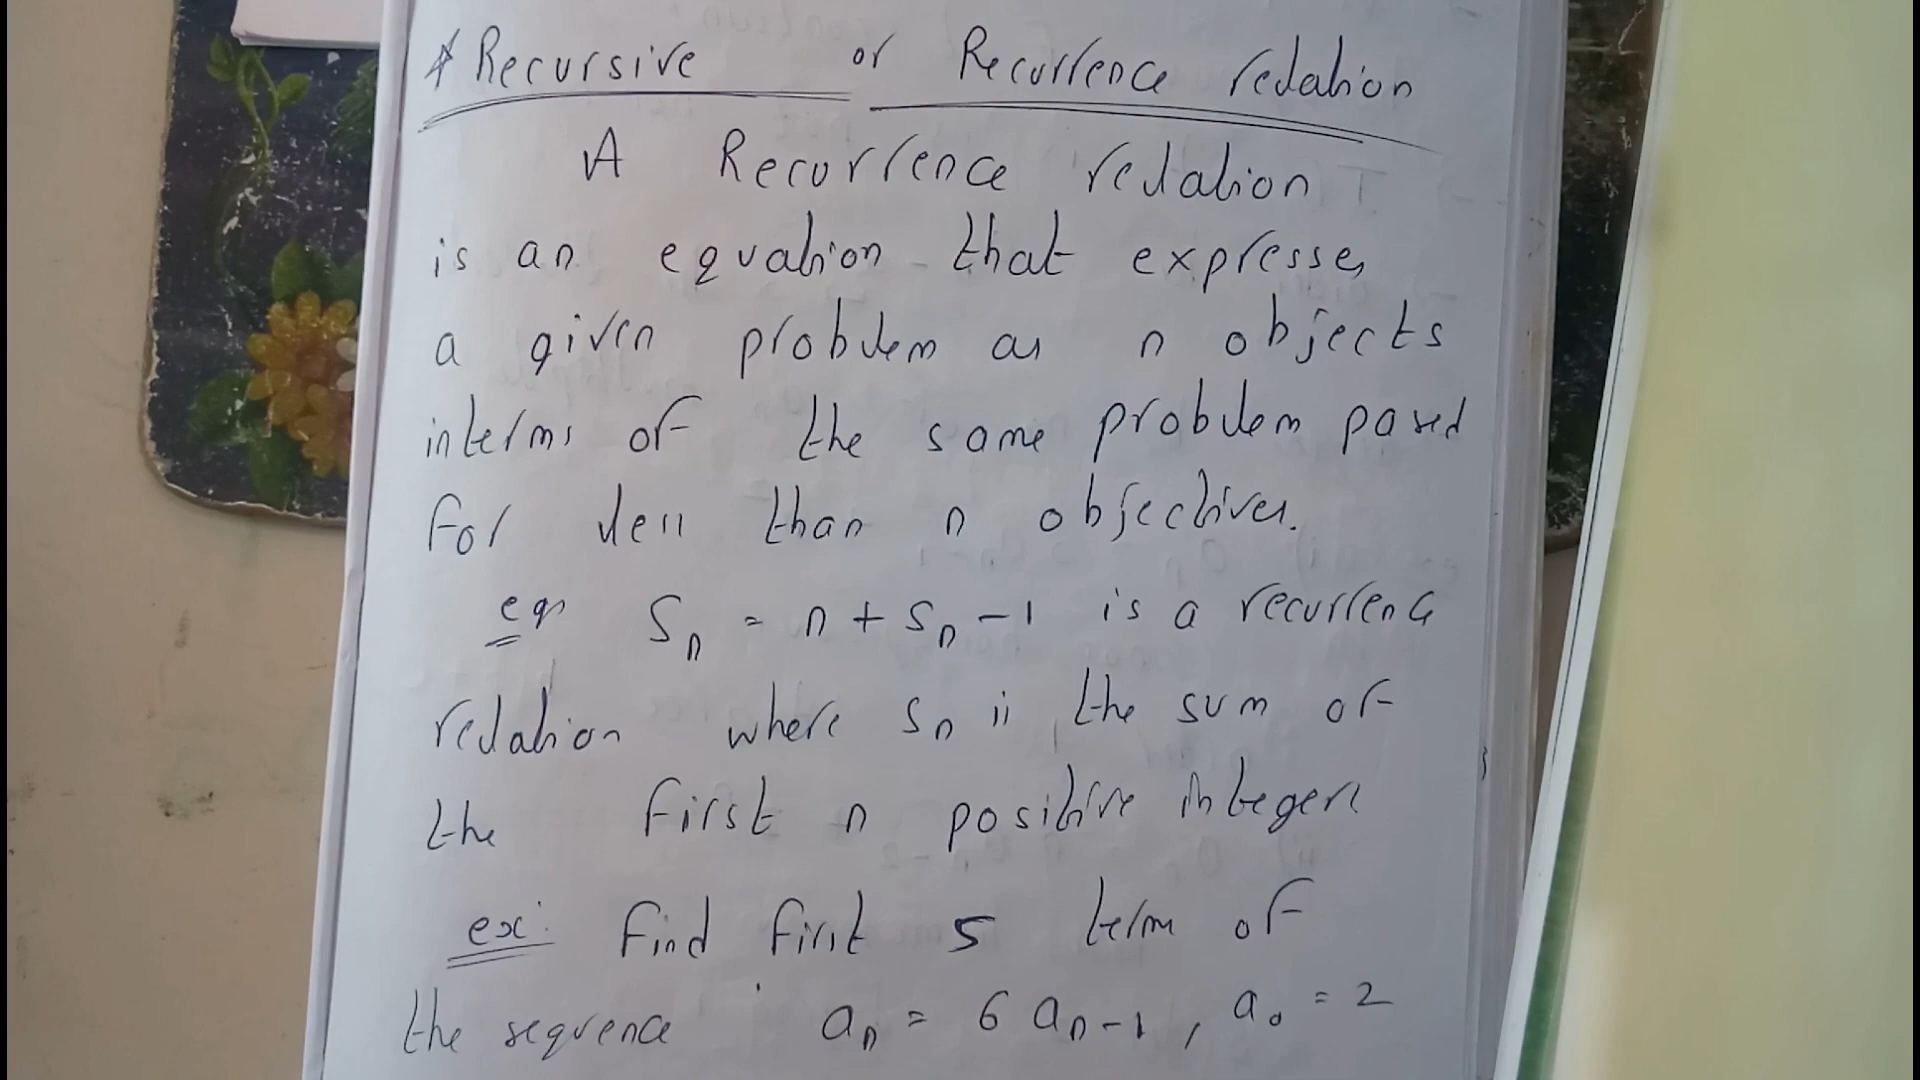 * Recursive or Recurrence relation
A Recurrence relation
is an equation that expresses
a given problem as n objects
interms of the same problem posed
for less than n objectives.
eg: Sn = n + Sn-1 is a recurrence
relation where Sn is the sum of
the first n positive integers
ex: Find first 5 term of
the sequence : an = 6 an-1, a0 = 2